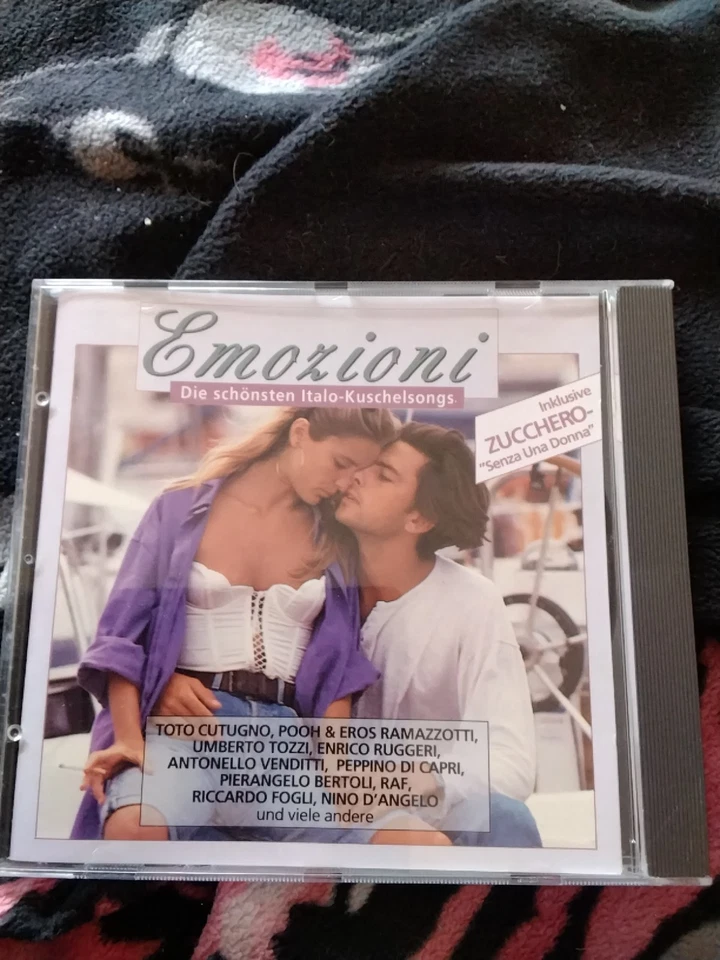 Emozioni
Die schönsten Italo-Kuschelsongs
Inklusive
ZUCCHERO-
"Senza Una Donna"
TOTO CUTUGNO, POOH & EROS RAMAZZOTTI,
UMBERTO TOZZI, ENRICO RUGGERI,
ANTONELLO VENDITTI, PEPPINO DI CAPRI,
PIERANGELO BERTOLI, RAF,
RICCARDO FOGLI, NINO D'ANGELO
und viele andere